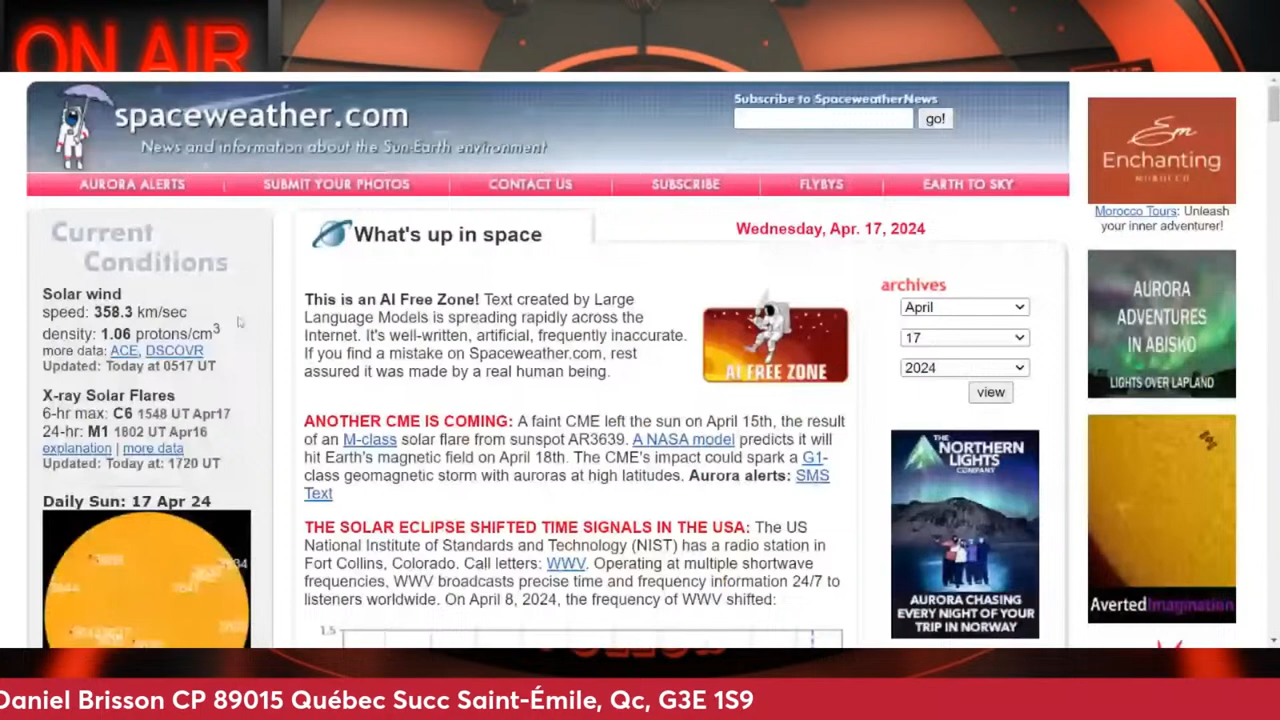 ON AIR
spaceweather.com
News and information about the Sun-Earth environment
Subscribe to SpaceweatherNews
go!
AURORA ALERTS
SUBMIT YOUR PHOTOS
CONTACT US
SUBSCRIBE
FLYBYS
EARTH TO SKY
Current
Conditions
Solar wind
speed: 358.3 km/sec
density: 1.06 protons/cm3
more data: ACE, DSCOVR
Updated: Today at 0517 UT
X-ray Solar Flares
6-hr max: C6 1548 UT Apr17
24-hr: M1 1802 UT Apr16
explanation | more data
Updated: Today at: 1720 UT
Daily Sun: 17 Apr 24
What's up in space
Wednesday, Apr. 17, 2024
This is an AI Free Zone! Text created by Large
Language Models is spreading rapidly across the
Internet. It's well-written, artificial, frequently inaccurate.
If you find a mistake on Spaceweather.com, rest
assured it was made by a real human being.
AI FREE ZONE
ANOTHER CME IS COMING: A faint CME left the sun on April 15th, the result
of an M-class solar flare from sunspot AR3639. A NASA model predicts it will
hit Earth's magnetic field on April 18th. The CME's impact could spark a G1-
class geomagnetic storm with auroras at high latitudes. Aurora alerts: SMS
Text
THE SOLAR ECLIPSE SHIFTED TIME SIGNALS IN THE USA: The US
National Institute of Standards and Technology (NIST) has a radio station in
Fort Collins, Colorado. Call letters: WWV. Operating at multiple shortwave
frequencies, WWV broadcasts precise time and frequency information 24/7 to
listeners worldwide. On April 8, 2024, the frequency of WWV shifted:
1.5
archives
April
17
2024
view
THE
NORTHERN
LIGHTS
COMPANY
AURORA CHASING
EVERY NIGHT OF YOUR
TRIP IN NORWAY
Em
Enchanting
MOROCCO
Morocco Tours: Unleash
your inner adventurer!
AURORA
ADVENTURES
IN ABISKO
LIGHTS OVER LAPLAND
AvertedImagination
Daniel Brisson CP 89015 Québec Succ Saint-Émile, Qc, G3E 1S9